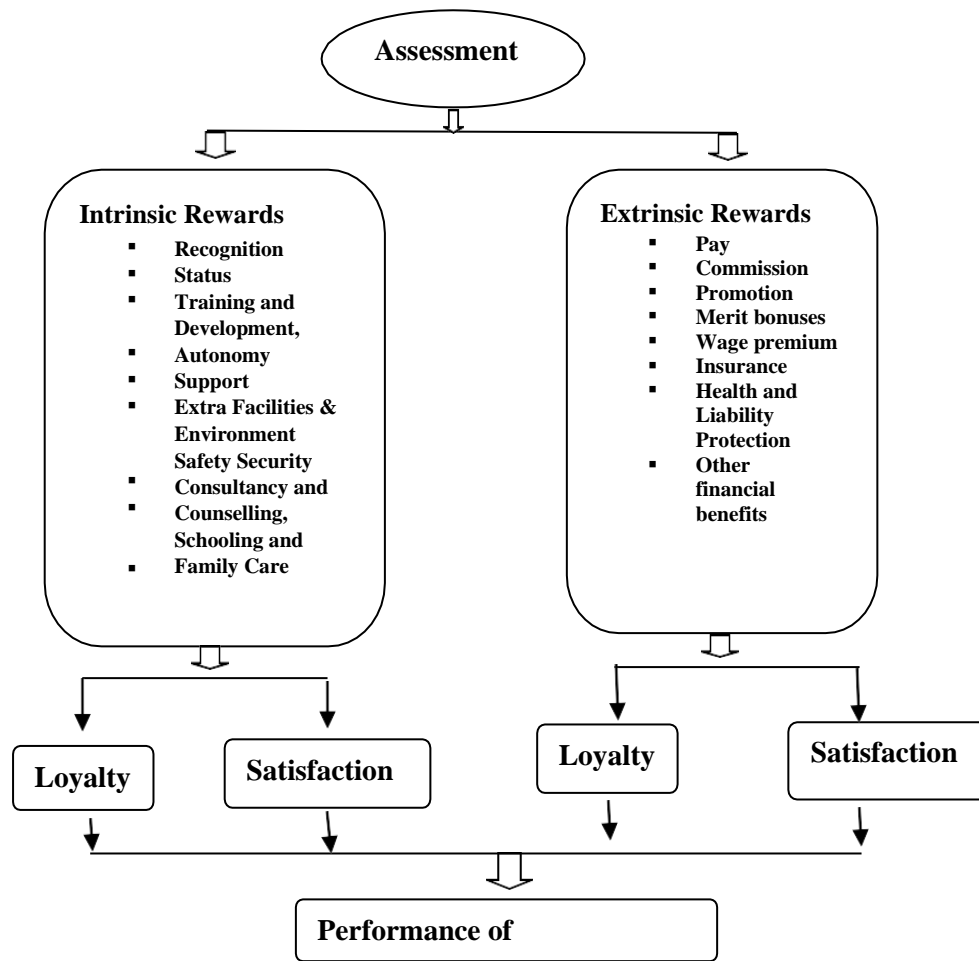 Assessment
Intrinsic Rewards
▪ Recognition
▪ Status
▪ Training and
Development,
▪ Autonomy
▪ Support
▪ Extra Facilities &
Environment
Safety Security
▪ Consultancy and
▪ Counselling,
Schooling and
▪ Family Care
Extrinsic Rewards
▪ Pay
▪ Commission
▪ Promotion
▪ Merit bonuses
▪ Wage premium
▪ Insurance
▪ Health and
Liability
Protection
▪ Other
financial
benefits
Loyalty
Satisfaction
Loyalty
Satisfaction
Performance of